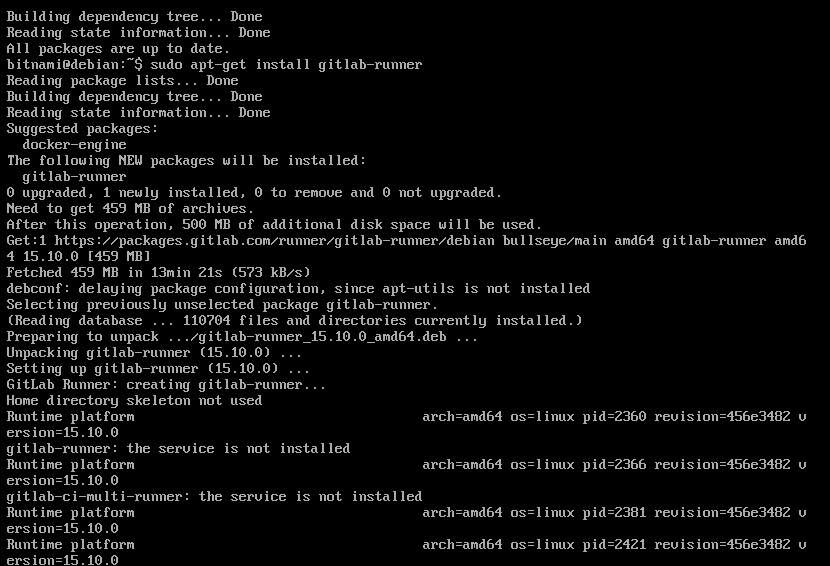 Building dependency tree... Done
Reading state information... Done
All packages are up to date.
bitnami@debian:~$ sudo apt-get install gitlab-runner
Reading package lists... Done
Building dependency tree... Done
Reading state information... Done
Suggested packages:
  docker-engine
The following NEW packages will be installed:
  gitlab-runner
0 upgraded, 1 newly installed, 0 to remove and 0 not upgraded.
Need to get 459 MB of archives.
After this operation, 500 MB of additional disk space will be used.
Get:1 https://packages.gitlab.com/runner/gitlab-runner/debian bullseye/main amd64 gitlab-runner amd6
4 15.10.0 [459 MB]
Fetched 459 MB in 13min 21s (573 kB/s)
debconf: delaying package configuration, since apt-utils is not installed
Selecting previously unselected package gitlab-runner.
(Reading database ... 110704 files and directories currently installed.)
Preparing to unpack .../gitlab-runner_15.10.0_amd64.deb ...
Unpacking gitlab-runner (15.10.0) ...
Setting up gitlab-runner (15.10.0) ...
GitLab Runner: creating gitlab-runner...
Home directory skeleton not used
Runtime platform                                    arch=amd64 os=linux pid=2360 revision=456e3482 v
ersion=15.10.0
gitlab-runner: the service is not installed
Runtime platform                                    arch=amd64 os=linux pid=2366 revision=456e3482 v
ersion=15.10.0
gitlab-ci-multi-runner: the service is not installed
Runtime platform                                    arch=amd64 os=linux pid=2381 revision=456e3482 v
ersion=15.10.0
Runtime platform                                    arch=amd64 os=linux pid=2421 revision=456e3482 v
ersion=15.10.0